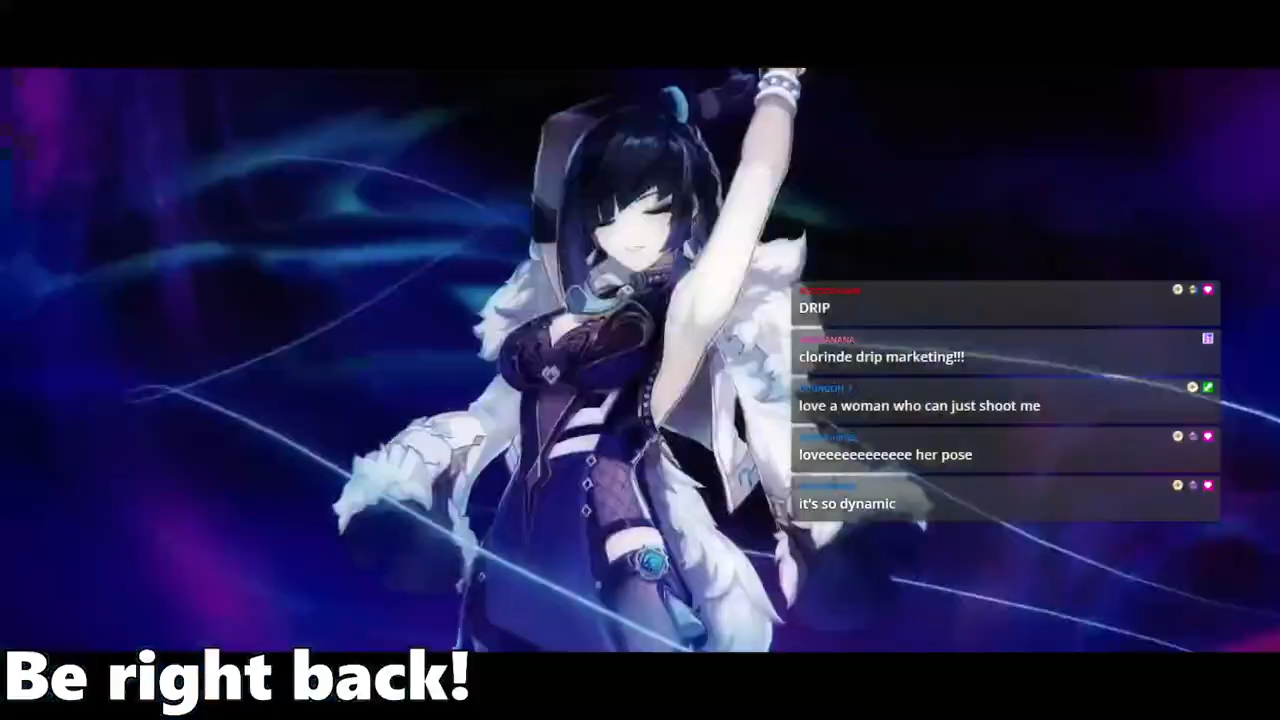 DRIP
clorinde drip marketing!!!
love a woman who can just shoot me
loveeeeeeeeeeee her pose
it's so dynamic
Be right back!